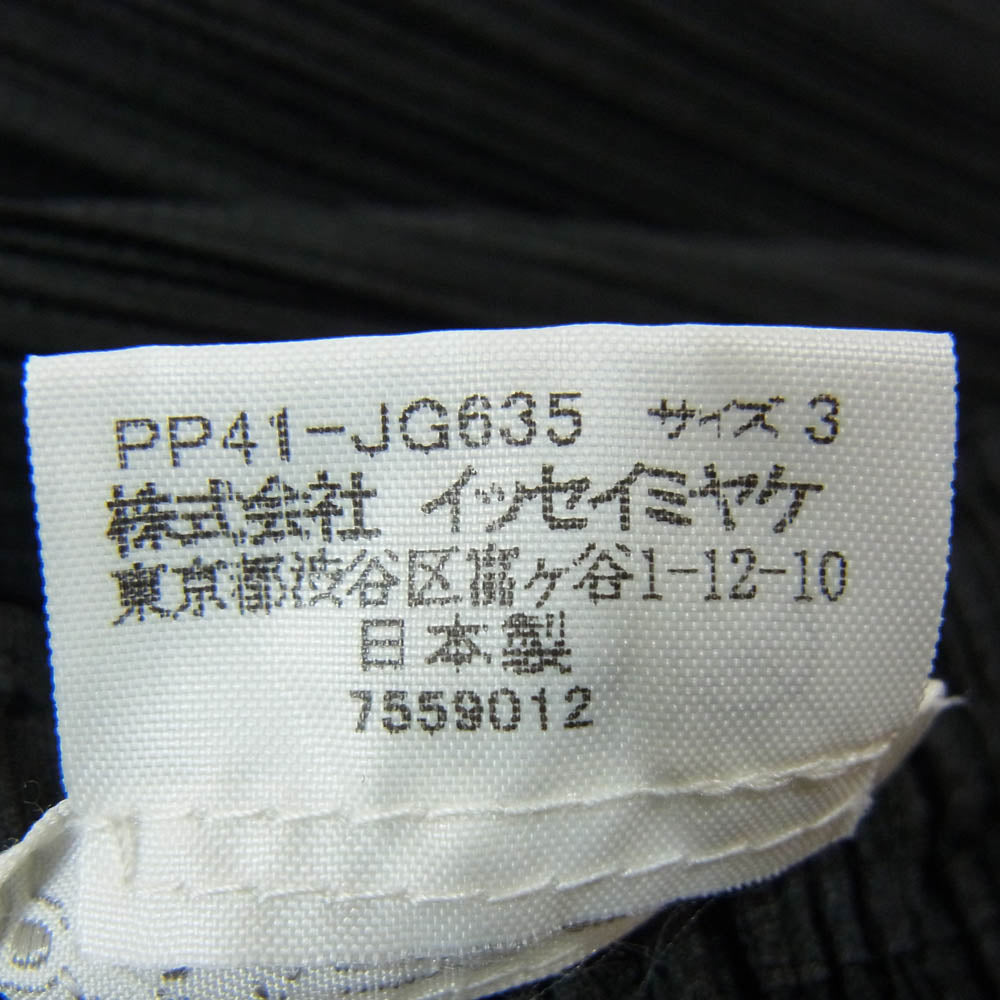 PP41-JG635 サイズ 3
株式会社 イッセイミヤケ
東京都渋谷区富ヶ谷1-12-10
日本製
7559012